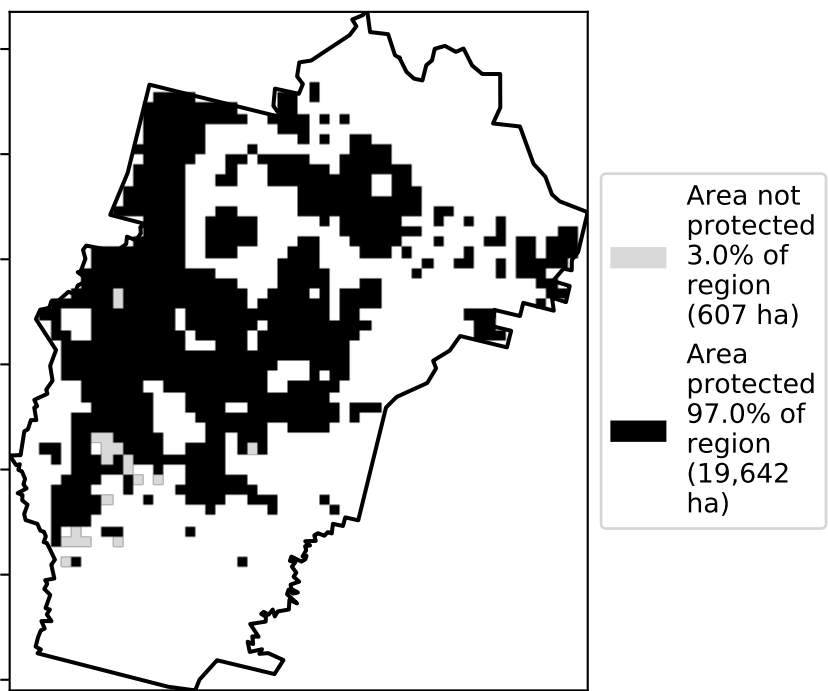 Area not
protected
3.0% of
region
(607 ha)
Area
protected
97.0% of
region
(19,642
ha)